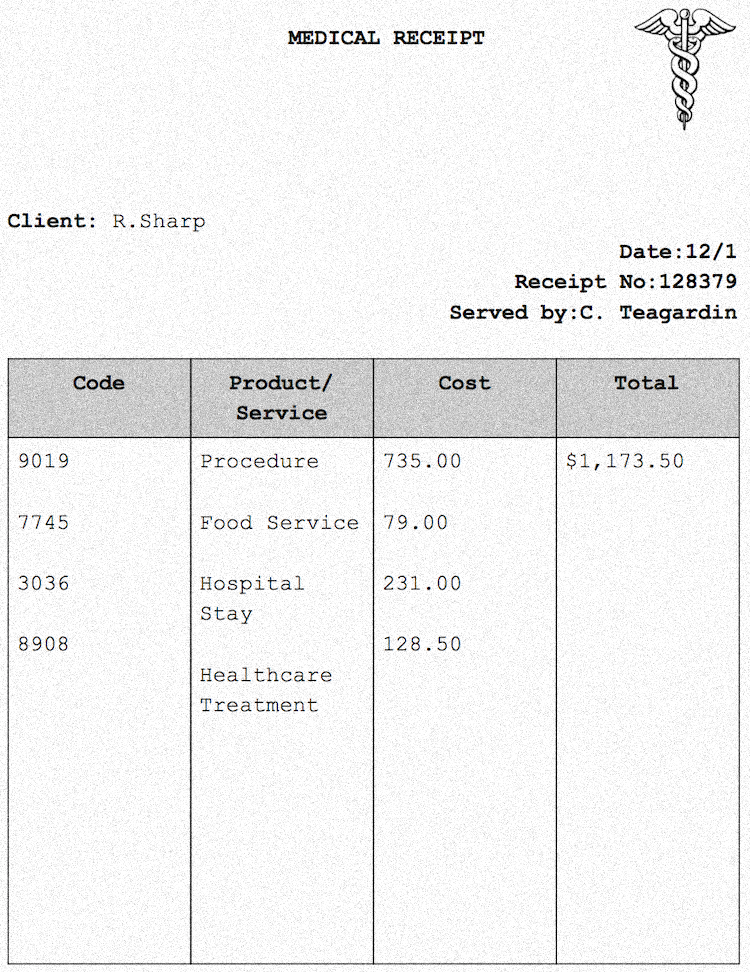 MEDICAL RECEIPT
Client: R.Sharp
Date:12/1
Receipt No:128379
Served by:C. Teagardin
Code Product/ Cost Total
Service
9019 Procedure 735.00 $1,173.50
7745 Food Service 79.00
3036 Hospital 231.00
Stay
8908 128.50
Healthcare
Treatment